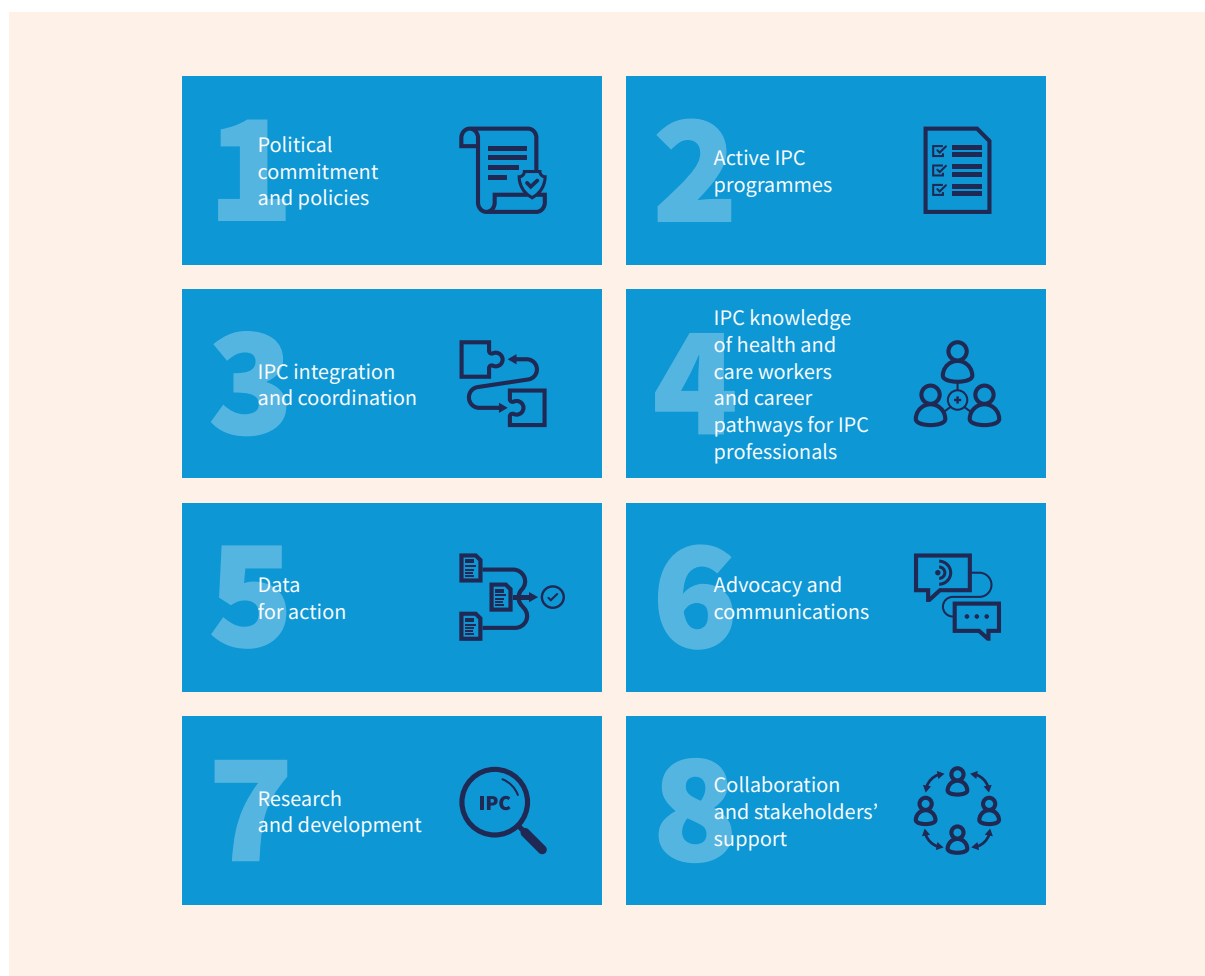 1
Political
commitment
and policies
2
Active IPC
programmes
3
IPC integration
and coordination
4
IPC knowledge
of health and
care workers
and career
pathways for IPC
professionals
5
Data
for action
6
Advocacy and
communications
7
Research
and development
IPC
8
Collaboration
and stakeholders’
support